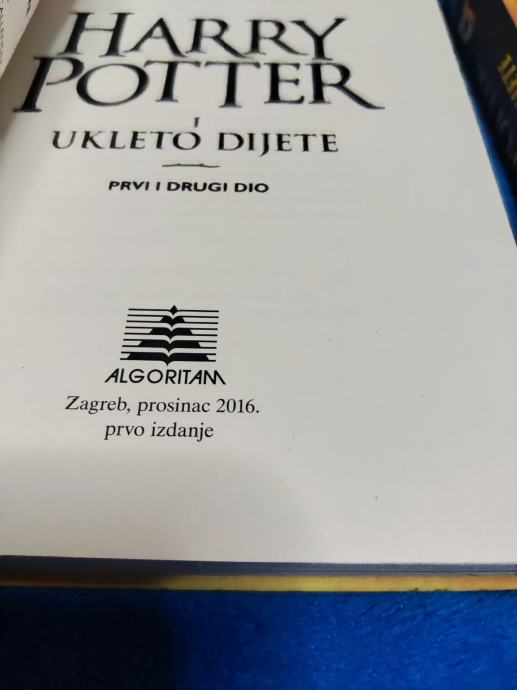 HARRY
POTTER
I
UKLETO DIJETE
PRVI I DRUGI DIO
ALGORITAM
Zagreb, prosinac 2016.
prvo izdanje